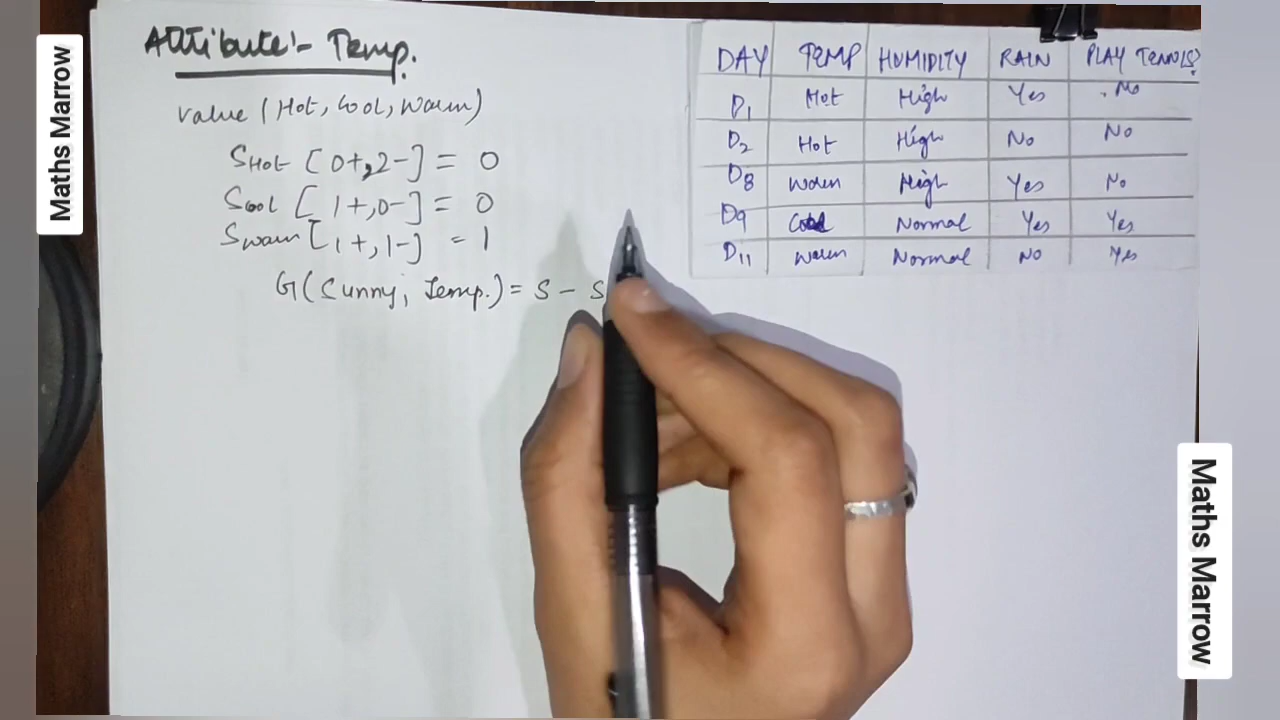 Attribute:- Temp.
value (Hot, Cool, Warm)
SHot [0+,2-] = 0
SCool [1+,0-] = 0
SWarm [1+,1-] = 1
G(Sunny, Temp.) = S - S
DAY TEMP HUMIDITY RAIN PLAY TENNIS?
D1 Hot High Yes No
D2 Hot High No No
D8 Warm High Yes No
D9 Cool Normal Yes Yes
D11 Warm Normal No Yes
Maths Marrow
Maths Marrow